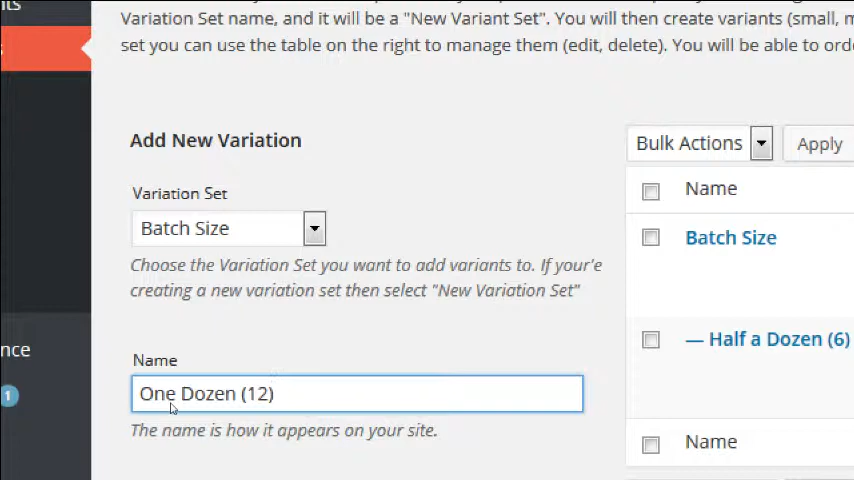 Variation Set name, and it will be a "New Variant Set". You will then create variants (small,
set you can use the table on the right to manage them (edit, delete). You will be able to
Add New Variation
Bulk Actions
Apply
Variation Set
Name
Batch Size
Batch Size
Choose the Variation Set you want to add variants to. If your'e
creating a new variation set then select "New Variation Set"
— Half a Dozen (6)
Name
One Dozen (12)
The name is how it appears on your site.
Name
1